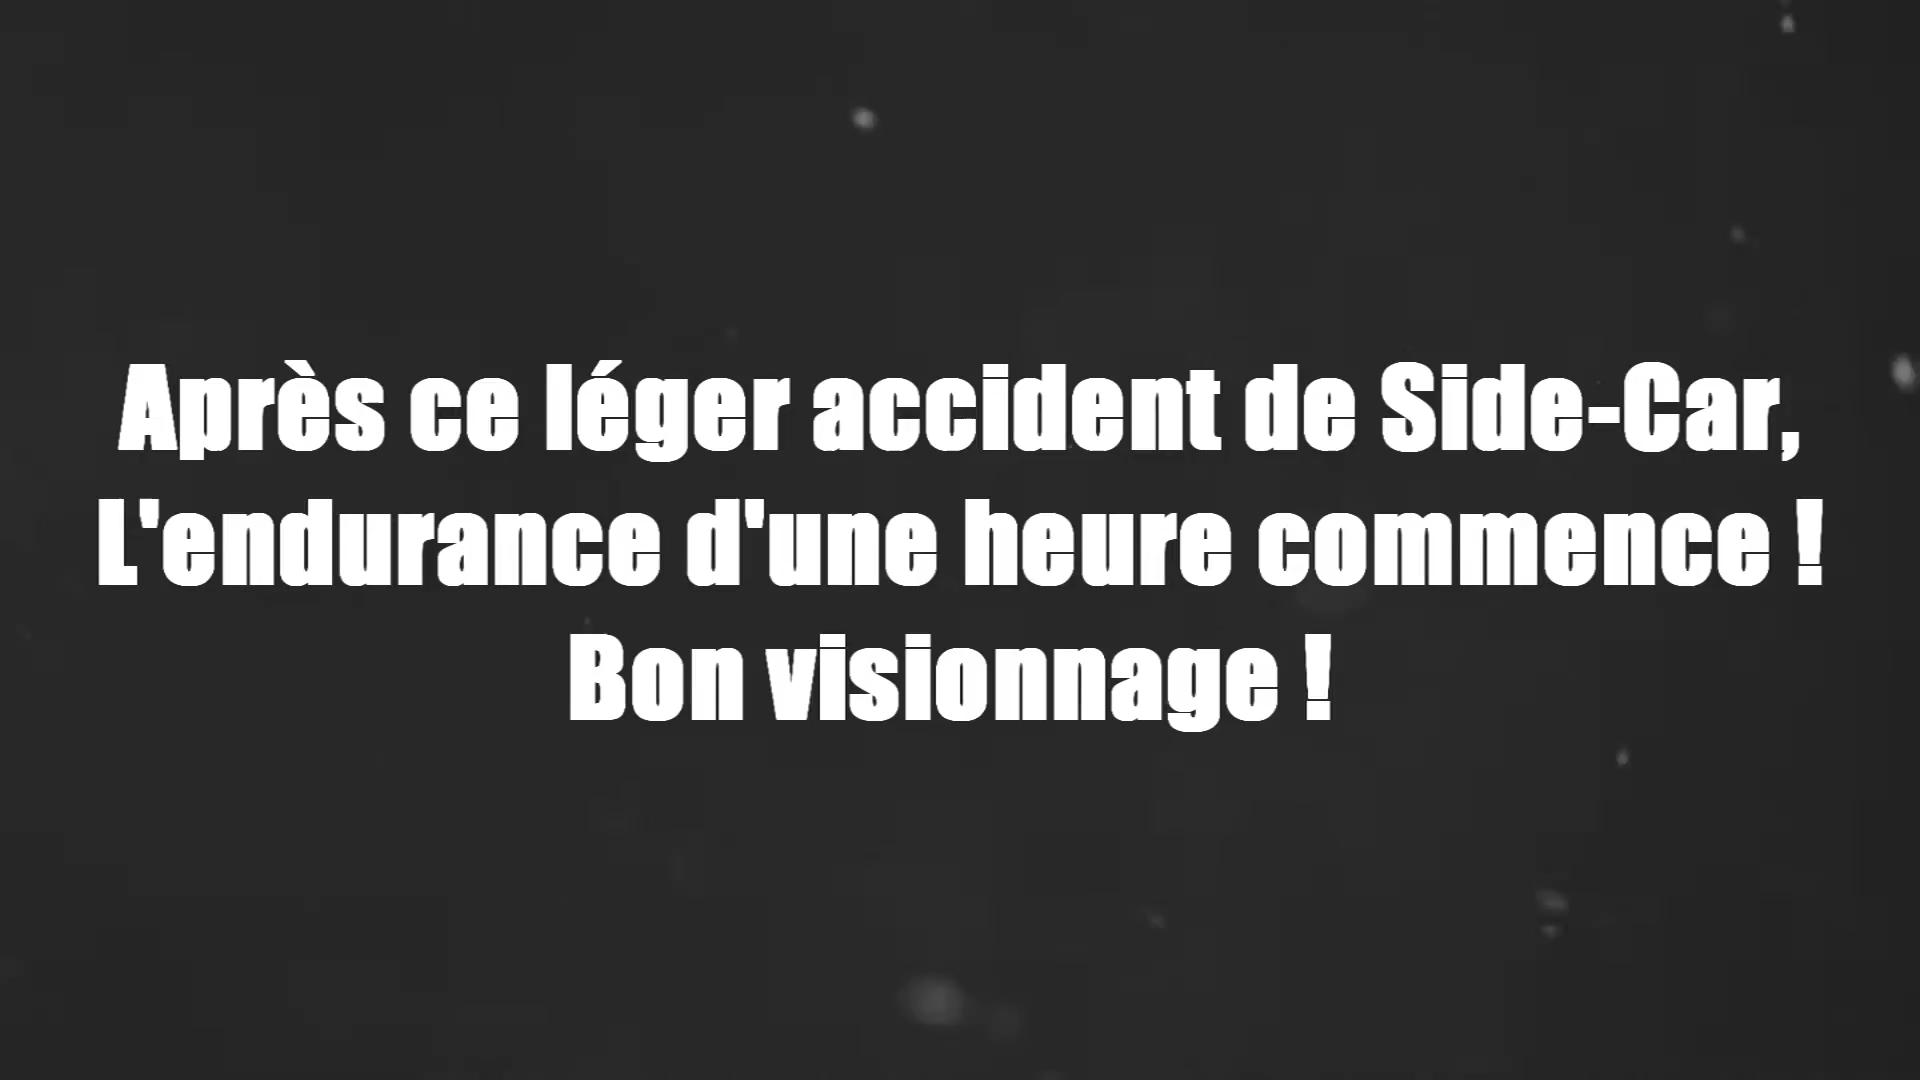 Après ce léger accident de Side-Car,
L'endurance d'une heure commence !
Bon visionnage !